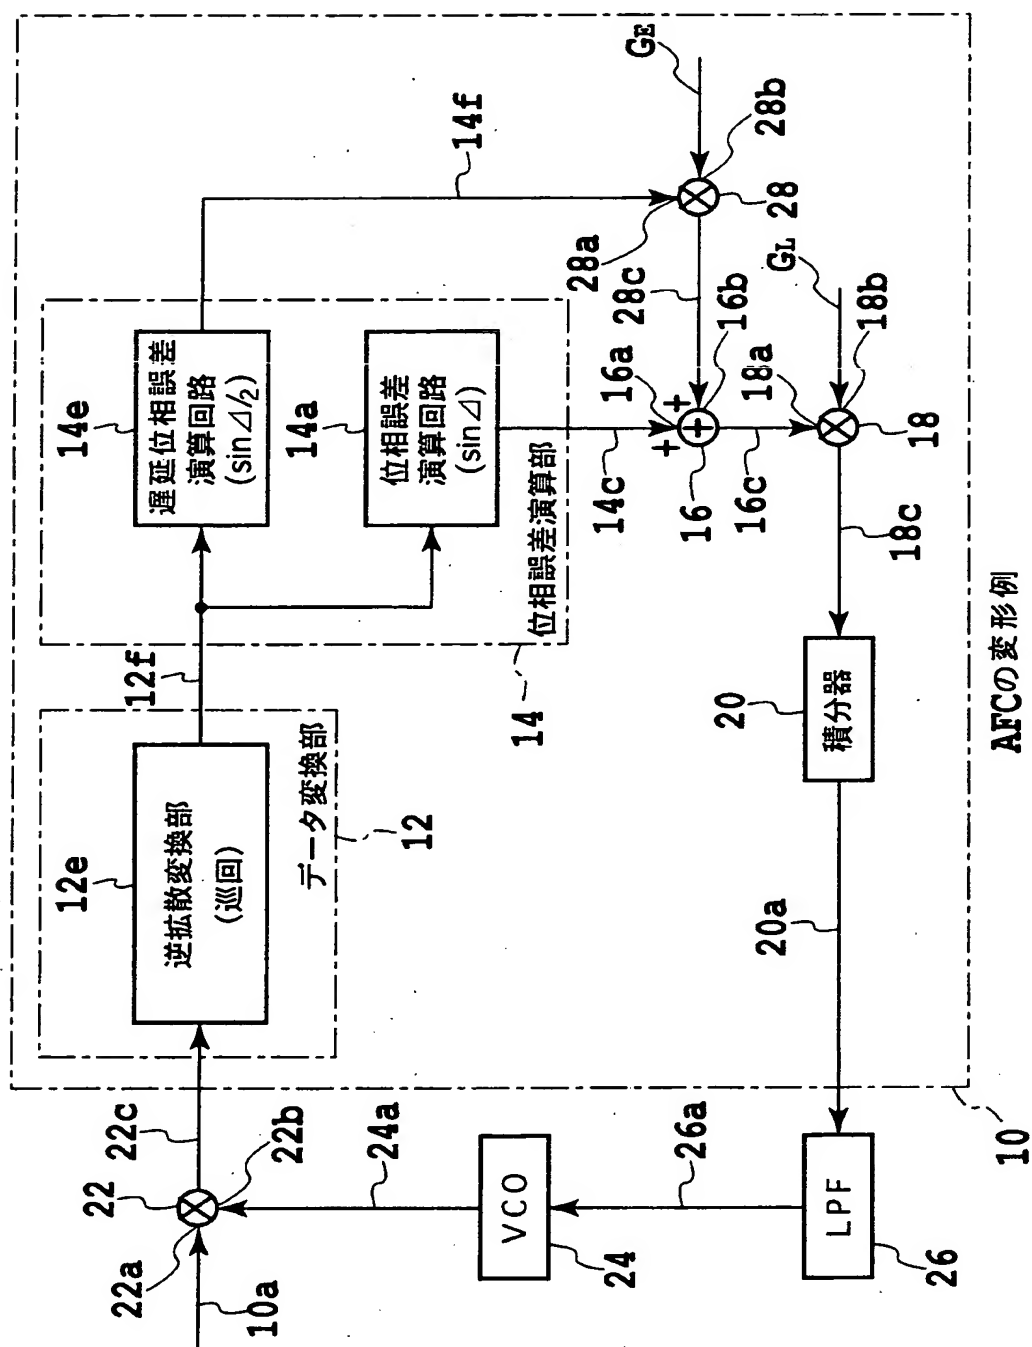 10a
22a
22
22b
22c
24a
VCO
24
26a
LPF
26
10
12e
逆拡散変換部
(巡回)
データ変換部
12
12f
14e
遅延位相誤差
演算回路
(sin⊿/2)
14a
位相誤差
演算回路
(sin⊿)
位相誤差演算部
14
14f
GE
28a
28b
28
28c
14c
16a
+
+
16b
16
16c
18a
GL
18b
18
18c
20
積分器
20a
AFCの変形例